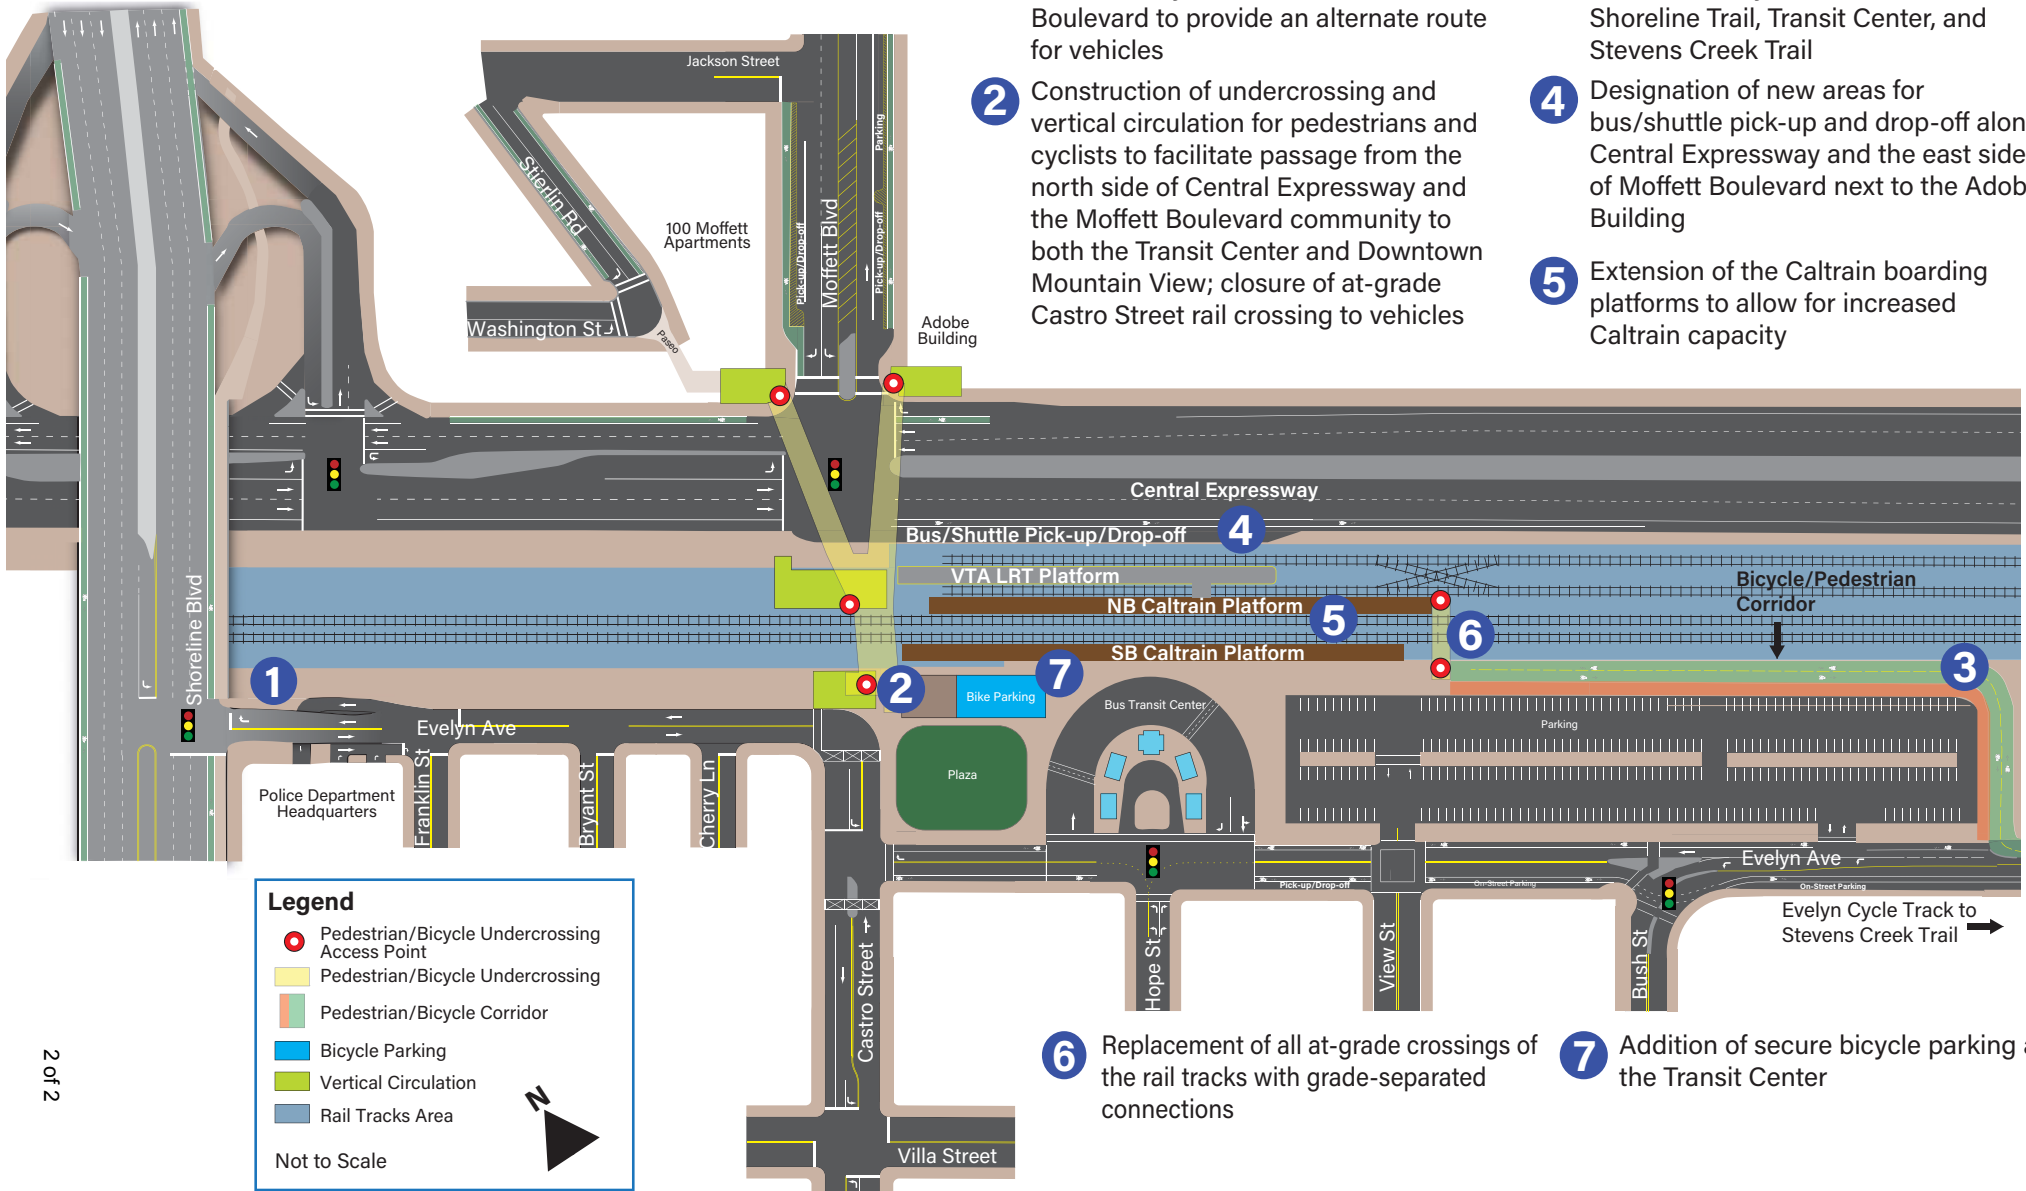 Boulevard to provide an alternate route
for vehicles
2
Construction of undercrossing and
vertical circulation for pedestrians and
cyclists to facilitate passage from the
north side of Central Expressway and
the Moffett Boulevard community to
both the Transit Center and Downtown
Mountain View; closure of at-grade
Castro Street rail crossing to vehicles
Shoreline Trail, Transit Center, and
Stevens Creek Trail
4
Designation of new areas for
bus/shuttle pick-up and drop-off alon
Central Expressway and the east side
of Moffett Boulevard next to the Adob
Building
5
Extension of the Caltrain boarding
platforms to allow for increased
Caltrain capacity
Jackson Street
Stierlin Rd
100 Moffett
Apartments
Pick-up/Drop-off
Moffett Blvd
Parking
Pick-up/Drop-off
Washington St
Paseo
Adobe
Building
Central Expressway
Bus/Shuttle Pick-up/Drop-off
4
VTA LRT Platform
NB Caltrain Platform
5
6
SB Caltrain Platform
Bicycle/Pedestrian
Corridor
3
Shoreline Blvd
1
2
7
Bike Parking
Bus Transit Center
Parking
Evelyn Ave
Plaza
Police Department
Headquarters
Franklin St
Bryant St
Cherry Ln
Evelyn Ave
Pick-up/Drop-off
On-Street Parking
On-Street Parking
Evelyn Cycle Track to
Stevens Creek Trail
Castro Street
Hope St
View St
Bush St
Villa Street
Legend
Pedestrian/Bicycle Undercrossing
Access Point
Pedestrian/Bicycle Undercrossing
Pedestrian/Bicycle Corridor
Bicycle Parking
Vertical Circulation
Rail Tracks Area
Not to Scale
N
6
Replacement of all at-grade crossings of
the rail tracks with grade-separated
connections
7
Addition of secure bicycle parking a
the Transit Center
2 of 2